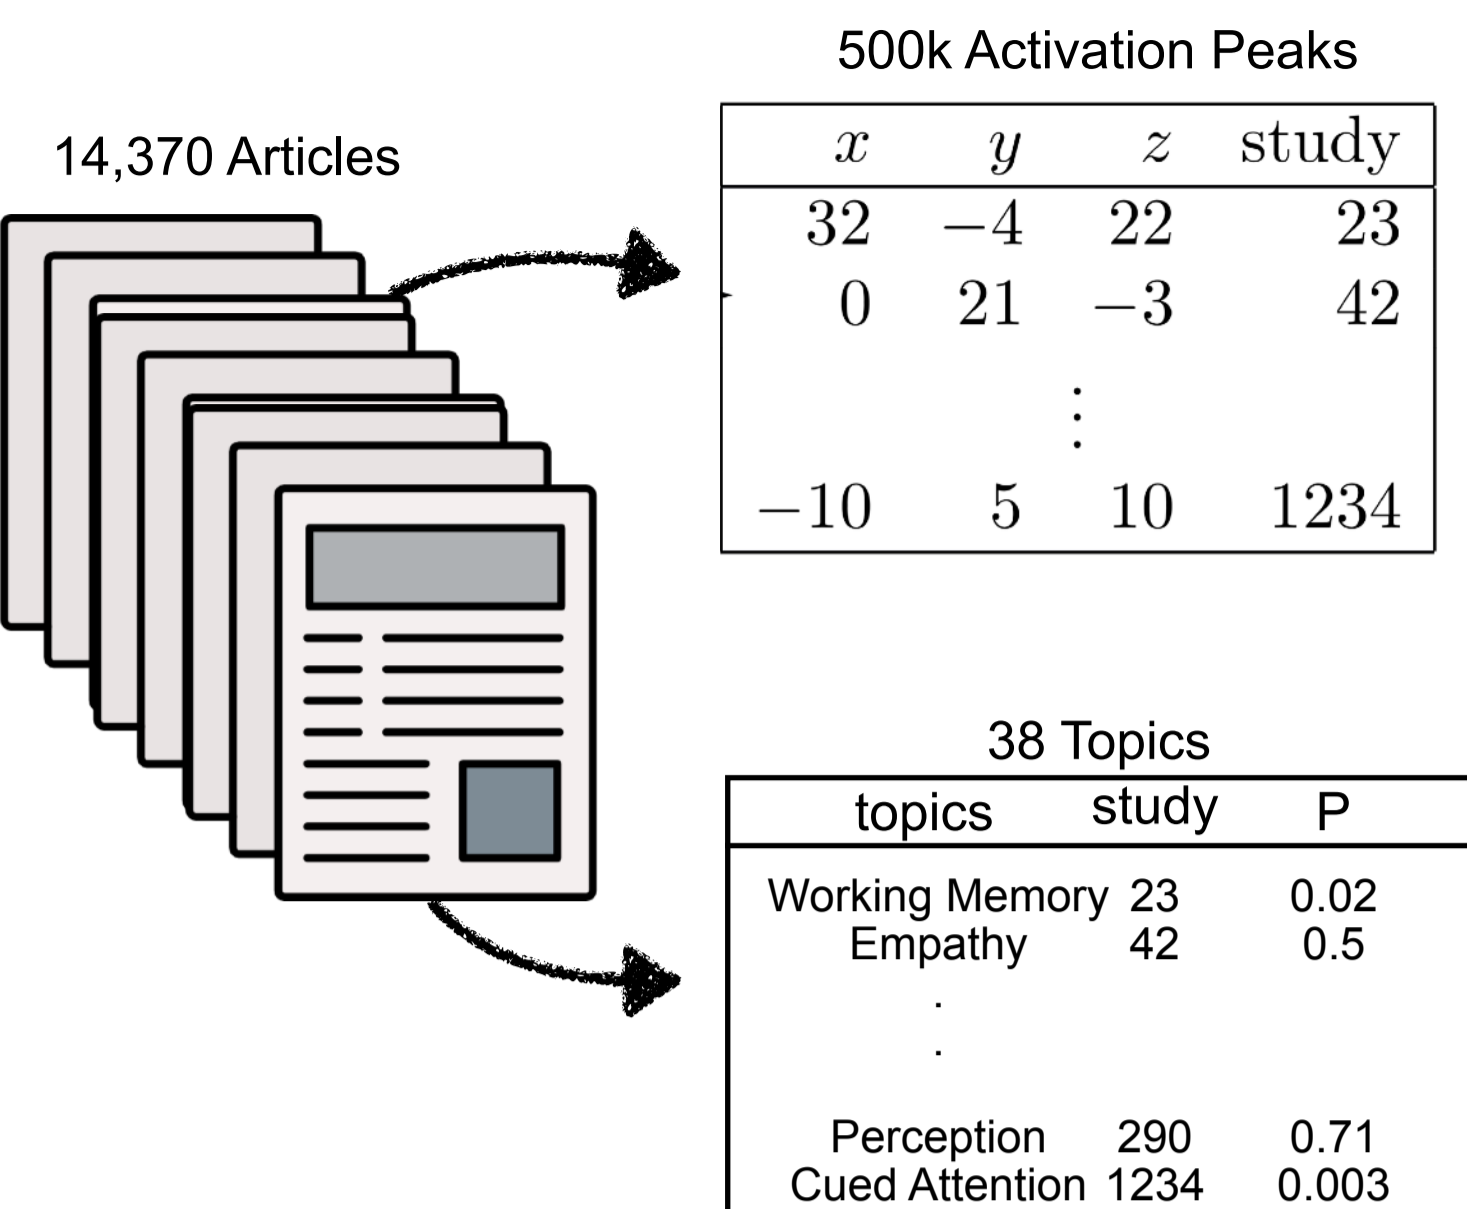 500k Activation Peaks
14,370 Articles
x y z study
32 −4 22 23
0 21 −3 42
⋮
−10 5 10 1234
38 Topics
topics study P
Working Memory 23 0.02
Empathy 42 0.5
.
.
Perception 290 0.71
Cued Attention 1234 0.003